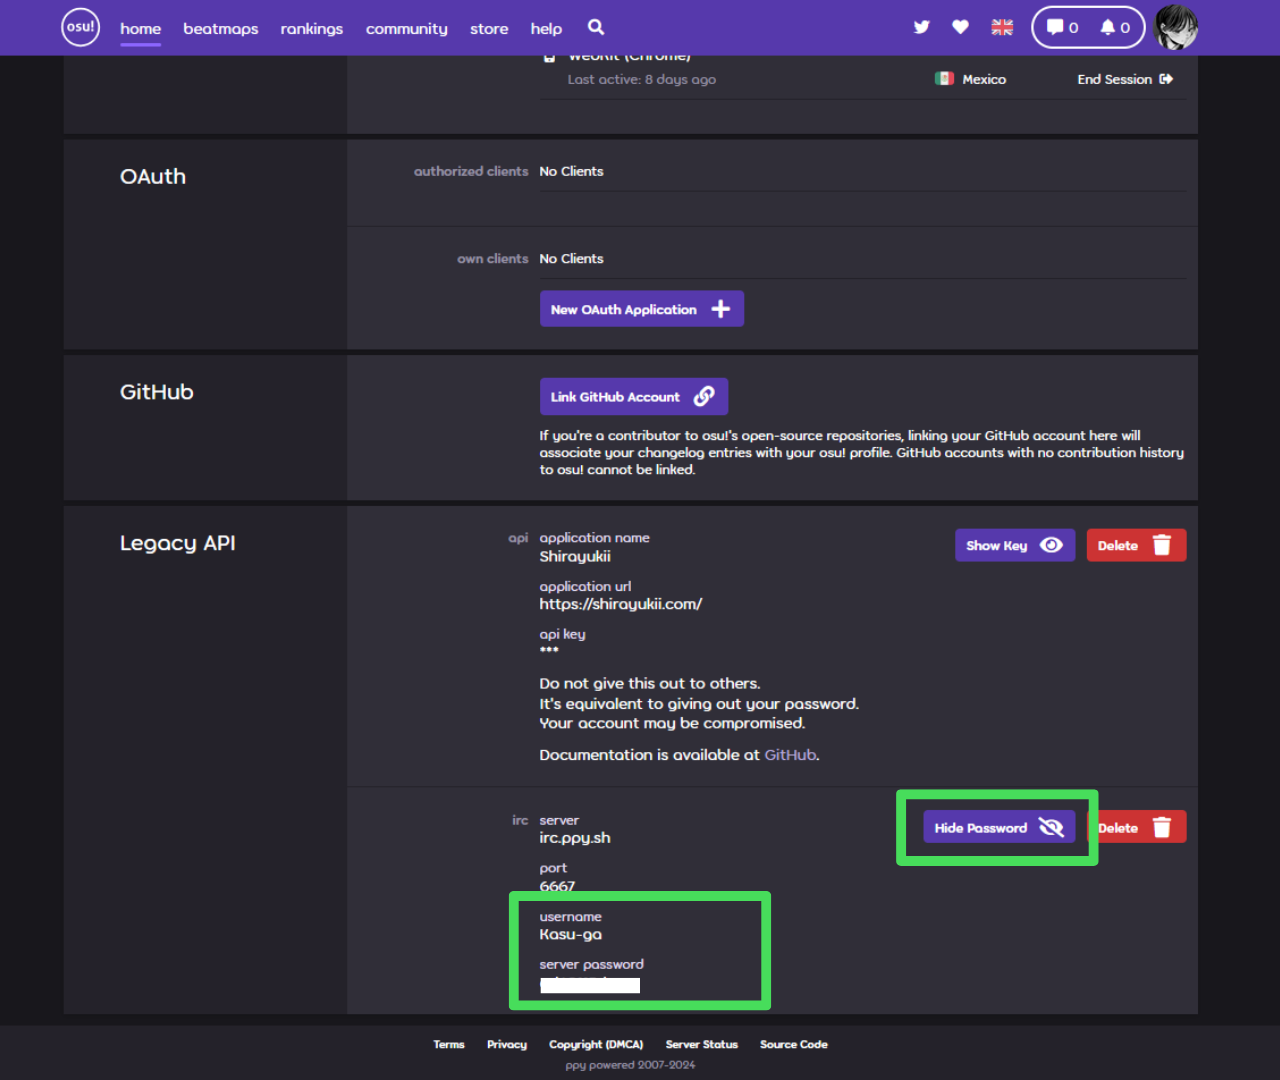 osu! home beatmaps rankings community store help 0 0
WebKit (Chrome)
Last active: 8 days ago Mexico End Session
OAuth
authorized clients No Clients
own clients No Clients
New OAuth Application
GitHub
Link GitHub Account
If you're a contributor to osu!'s open-source repositories, linking your GitHub account here will
associate your changelog entries with your osu! profile. GitHub accounts with no contribution history
to osu! cannot be linked.
Legacy API
api application name Show Key Delete
Shirayukii
application url
https://shirayukii.com/
api key
***
Do not give this out to others.
It's equivalent to giving out your password.
Your account may be compromised.
Documentation is available at GitHub.
irc server Hide Password Delete
irc.ppy.sh
port
6667
username
Kasu-ga
server password
Terms Privacy Copyright (DMCA) Server Status Source Code
ppy powered 2007-2024